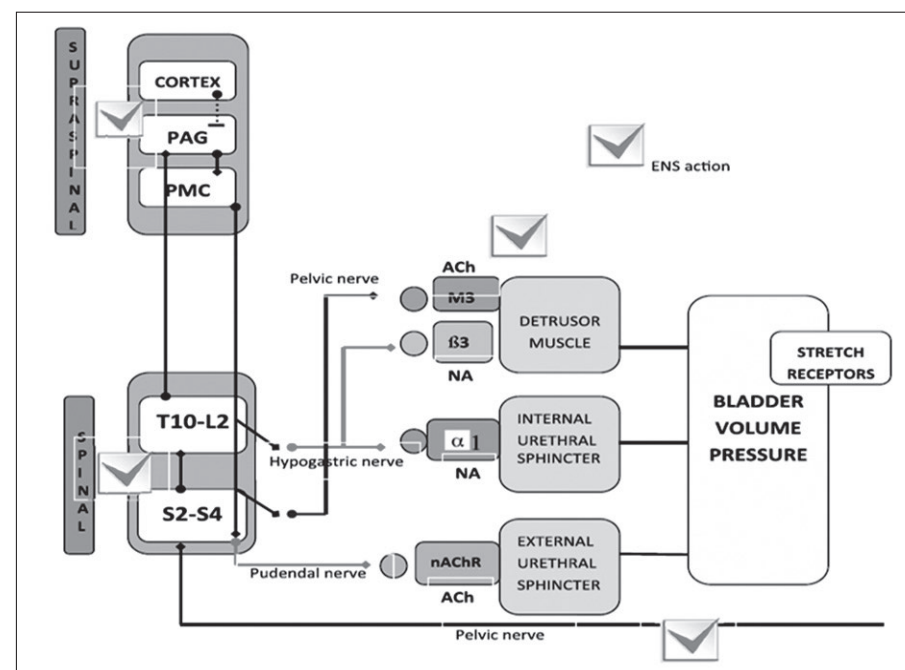 SUPRASPINAL
CORTEX
PAG
PMC
ENS action
Pelvic nerve
ACh
M3
ß3
NA
DETRUSOR
MUSCLE
STRETCH
RECEPTORS
BLADDER
VOLUME
PRESSURE
SPINAL
T10-L2
S2-S4
Hypogastric nerve
α1
NA
INTERNAL
URETHRAL
SPHINCTER
Pudendal nerve
nAChR
ACh
EXTERNAL
URETHRAL
SPHINCTER
Pelvic nerve